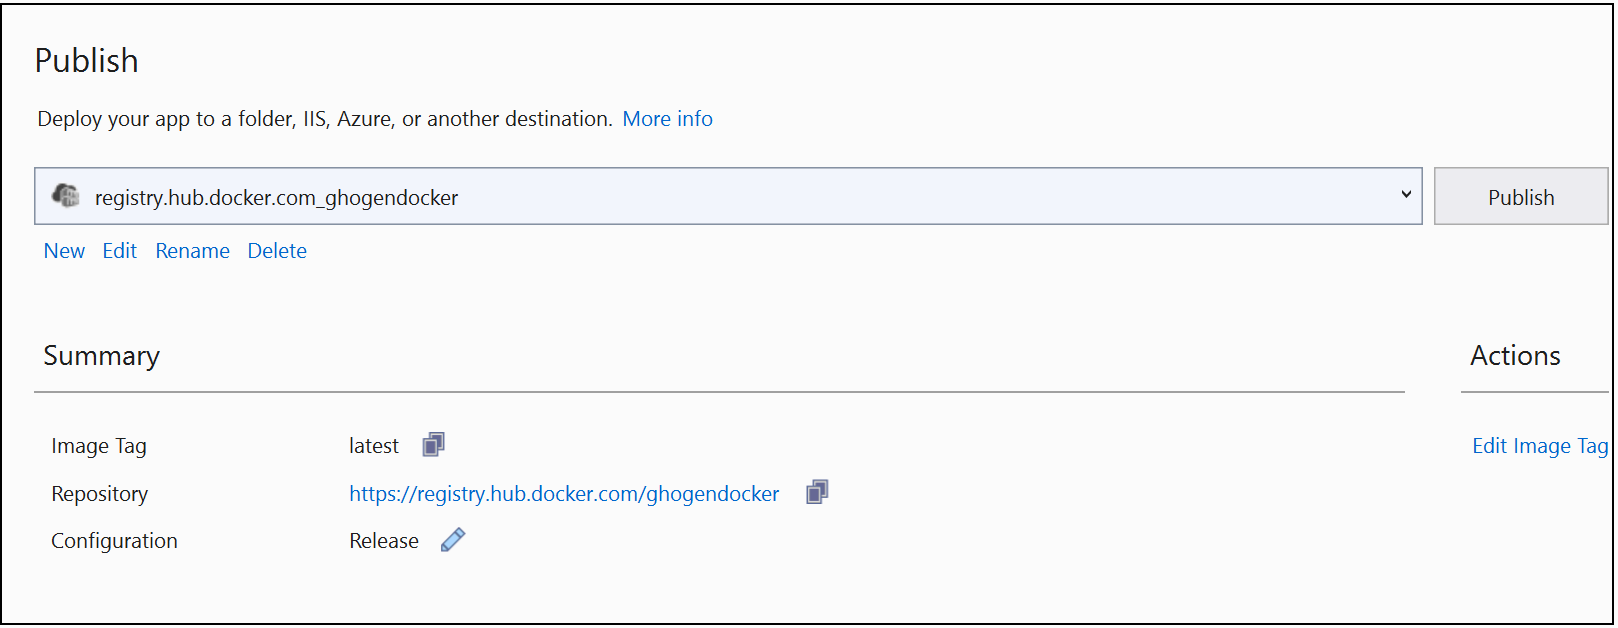 Publish
Deploy your app to a folder, IIS, Azure, or another destination. More info
registry.hub.docker.com_ghogendocker
Publish
New Edit Rename Delete
Summary
Actions
Image Tag latest
Edit Image Tag
Repository https://registry.hub.docker.com/ghogendocker
Configuration Release